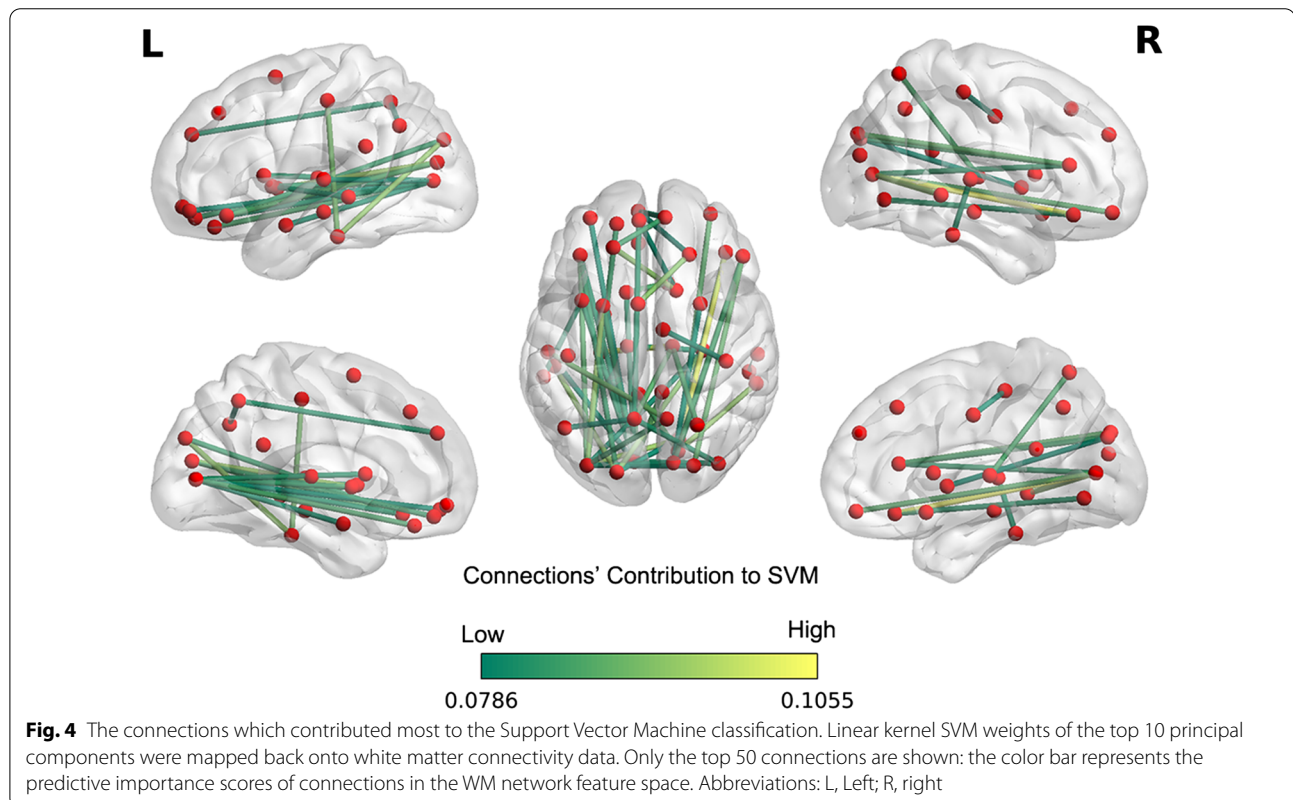 L
R
Connections' Contribution to SVM
Low
High
0.0786
0.1055
Fig. 4 The connections which contributed most to the Support Vector Machine classification. Linear kernel SVM weights of the top 10 principal
components were mapped back onto white matter connectivity data. Only the top 50 connections are shown: the color bar represents the
predictive importance scores of connections in the WM network feature space. Abbreviations: L, Left; R, right